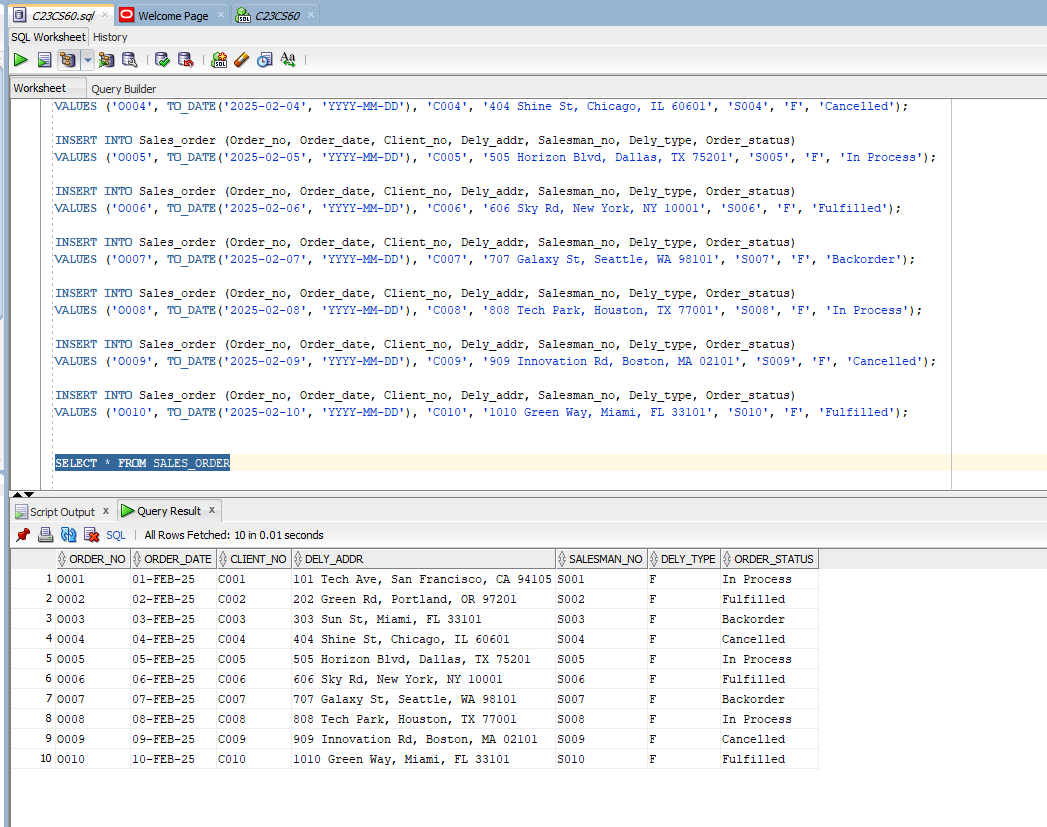 C23CS60.sql Welcome Page C23CS60
SQL Worksheet History
Worksheet Query Builder
VALUES ('O004', TO_DATE('2025-02-04', 'YYYY-MM-DD'), 'C004', '404 Shine St, Chicago, IL 60601', 'S004', 'F', 'Cancelled');
INSERT INTO Sales_order (Order_no, Order_date, Client_no, Dely_addr, Salesman_no, Dely_type, Order_status)
VALUES ('O005', TO_DATE('2025-02-05', 'YYYY-MM-DD'), 'C005', '505 Horizon Blvd, Dallas, TX 75201', 'S005', 'F', 'In Process');
INSERT INTO Sales_order (Order_no, Order_date, Client_no, Dely_addr, Salesman_no, Dely_type, Order_status)
VALUES ('O006', TO_DATE('2025-02-06', 'YYYY-MM-DD'), 'C006', '606 Sky Rd, New York, NY 10001', 'S006', 'F', 'Fulfilled');
INSERT INTO Sales_order (Order_no, Order_date, Client_no, Dely_addr, Salesman_no, Dely_type, Order_status)
VALUES ('O007', TO_DATE('2025-02-07', 'YYYY-MM-DD'), 'C007', '707 Galaxy St, Seattle, WA 98101', 'S007', 'F', 'Backorder');
INSERT INTO Sales_order (Order_no, Order_date, Client_no, Dely_addr, Salesman_no, Dely_type, Order_status)
VALUES ('O008', TO_DATE('2025-02-08', 'YYYY-MM-DD'), 'C008', '808 Tech Park, Houston, TX 77001', 'S008', 'F', 'In Process');
INSERT INTO Sales_order (Order_no, Order_date, Client_no, Dely_addr, Salesman_no, Dely_type, Order_status)
VALUES ('O009', TO_DATE('2025-02-09', 'YYYY-MM-DD'), 'C009', '909 Innovation Rd, Boston, MA 02101', 'S009', 'F', 'Cancelled');
INSERT INTO Sales_order (Order_no, Order_date, Client_no, Dely_addr, Salesman_no, Dely_type, Order_status)
VALUES ('O010', TO_DATE('2025-02-10', 'YYYY-MM-DD'), 'C010', '1010 Green Way, Miami, FL 33101', 'S010', 'F', 'Fulfilled');
SELECT * FROM SALES_ORDER
Script Output x Query Result x
SQL | All Rows Fetched: 10 in 0.01 seconds
ORDER_NO ORDER_DATE CLIENT_NO DELY_ADDR SALESMAN_NO DELY_TYPE ORDER_STATUS
1 O001 01-FEB-25 C001 101 Tech Ave, San Francisco, CA 94105 S001 F In Process
2 O002 02-FEB-25 C002 202 Green Rd, Portland, OR 97201 S002 F Fulfilled
3 O003 03-FEB-25 C003 303 Sun St, Miami, FL 33101 S003 F Backorder
4 O004 04-FEB-25 C004 404 Shine St, Chicago, IL 60601 S004 F Cancelled
5 O005 05-FEB-25 C005 505 Horizon Blvd, Dallas, TX 75201 S005 F In Process
6 O006 06-FEB-25 C006 606 Sky Rd, New York, NY 10001 S006 F Fulfilled
7 O007 07-FEB-25 C007 707 Galaxy St, Seattle, WA 98101 S007 F Backorder
8 O008 08-FEB-25 C008 808 Tech Park, Houston, TX 77001 S008 F In Process
9 O009 09-FEB-25 C009 909 Innovation Rd, Boston, MA 02101 S009 F Cancelled
10 O010 10-FEB-25 C010 1010 Green Way, Miami, FL 33101 S010 F Fulfilled